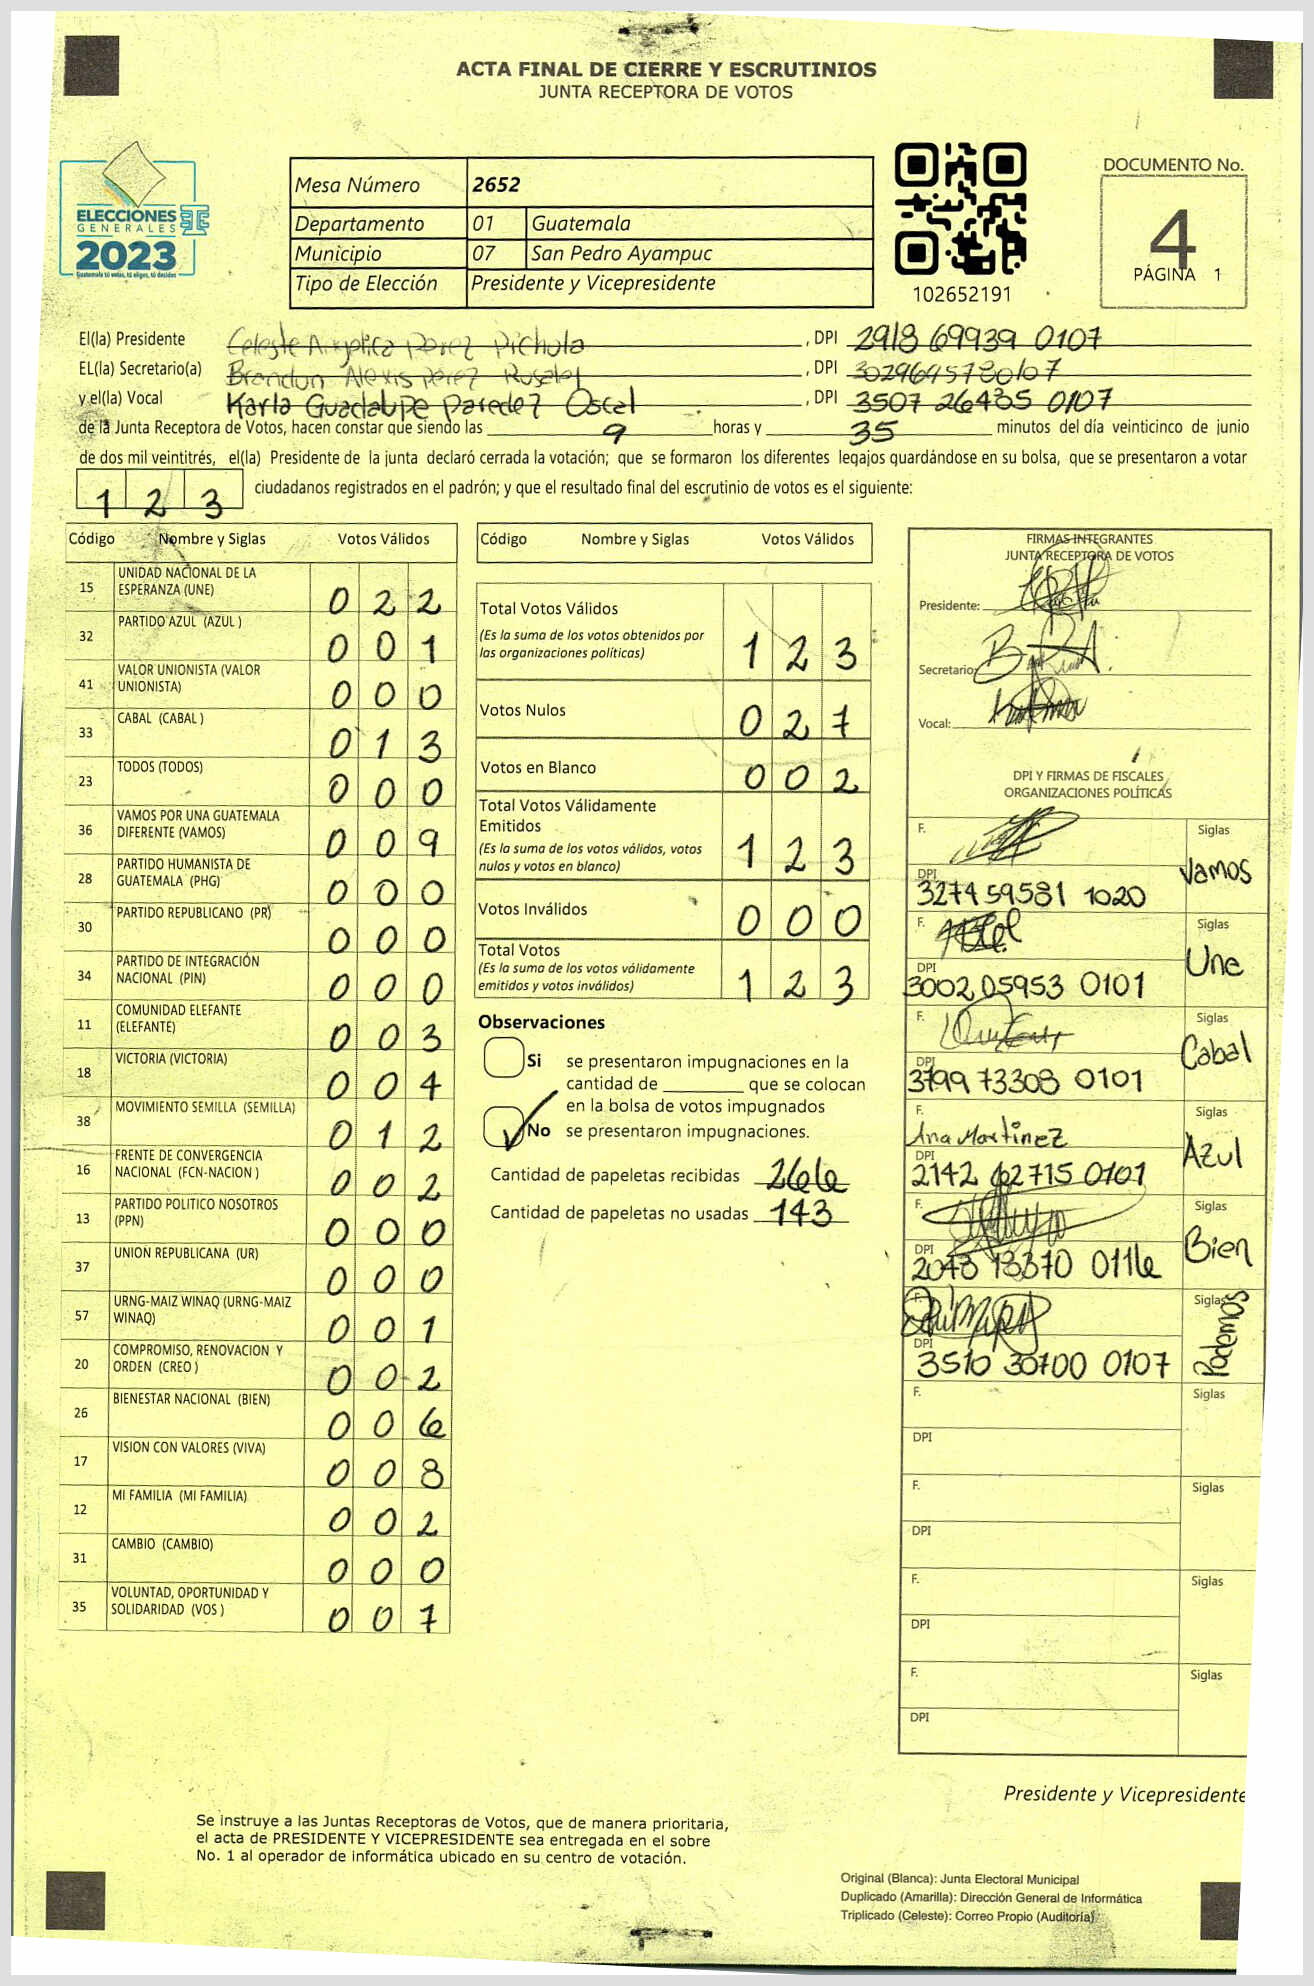 ACTA FINAL DE CIERRE Y ESCRUTINIOS
JUNTA RECEPTORA DE VOTOS
ELECCIONES
GENERALES
2023
Guatemala tú votas, tú eliges, tú decides
Mesa Número 2652
Departamento 01 Guatemala
Municipio 07 San Pedro Ayampuc
Tipo de Elección Presidente y Vicepresidente
102652191
DOCUMENTO No.
4
PÁGINA 1
El(la) Presidente Celeste Angelica Perez Pichola , DPI 2918 69939 0107
EL(la) Secretario(a) Brandon Alexis Perez , DPI 3029695780107
y el(la) Vocal Karla Guadalupe Paredez Oscal , DPI 3507 26435 0107
de la Junta Receptora de Votos, hacen constar que siendo las 9 horas y 35 minutos del día veinticinco de junio
de dos mil veintitrés, el(la) Presidente de la junta declaró cerrada la votación; que se formaron los diferentes legajos guardándose en su bolsa, que se presentaron a votar
1 2 3 ciudadanos registrados en el padrón; y que el resultado final del escrutinio de votos es el siguiente:
Código Nombre y Siglas Votos Válidos
15 UNIDAD NACIONAL DE LA
ESPERANZA (UNE) 0 2 2
32 PARTIDO AZUL (AZUL ) 0 0 1
41 VALOR UNIONISTA (VALOR
UNIONISTA) 0 0 0
33 CABAL (CABAL ) 0 1 3
23 TODOS (TODOS) 0 0 0
36 VAMOS POR UNA GUATEMALA
DIFERENTE (VAMOS) 0 0 9
28 PARTIDO HUMANISTA DE
GUATEMALA (PHG) 0 0 0
30 PARTIDO REPUBLICANO (PR) 0 0 0
34 PARTIDO DE INTEGRACIÓN
NACIONAL (PIN) 0 0 0
11 COMUNIDAD ELEFANTE
(ELEFANTE) 0 0 3
18 VICTORIA (VICTORIA) 0 0 4
38 MOVIMIENTO SEMILLA (SEMILLA) 0 1 2
16 FRENTE DE CONVERGENCIA
NACIONAL (FCN-NACION ) 0 0 2
13 PARTIDO POLITICO NOSOTROS
(PPN) 0 0 0
37 UNION REPUBLICANA (UR) 0 0 0
57 URNG-MAIZ WINAQ (URNG-MAIZ
WINAQ) 0 0 1
20 COMPROMISO, RENOVACION Y
ORDEN (CREO ) 0 0 2
26 BIENESTAR NACIONAL (BIEN) 0 0 6
17 VISION CON VALORES (VIVA) 0 0 8
12 MI FAMILIA (MI FAMILIA) 0 0 2
31 CAMBIO (CAMBIO) 0 0 0
35 VOLUNTAD, OPORTUNIDAD Y
SOLIDARIDAD (VOS ) 0 0 7
Código Nombre y Siglas Votos Válidos
Total Votos Válidos
(Es la suma de los votos obtenidos por
las organizaciones políticas) 1 2 3
Votos Nulos 0 2 7
Votos en Blanco 0 0 2
Total Votos Válidamente
Emitidos
(Es la suma de los votos válidos, votos
nulos y votos en blanco) 1 2 3
Votos Inválidos 0 0 0
Total Votos
(Es la suma de los votos válidamente
emitidos y votos inválidos) 1 2 3
Observaciones
Si se presentaron impugnaciones en la
cantidad de ________ que se colocan
en la bolsa de votos impugnados
No se presentaron impugnaciones.
Cantidad de papeletas recibidas 266
Cantidad de papeletas no usadas 143
FIRMAS INTEGRANTES
JUNTA RECEPTORA DE VOTOS
Presidente:
Secretario:
Vocal:
DPI Y FIRMAS DE FISCALES
ORGANIZACIONES POLÍTICAS
F. Siglas
Vamos
DPI
3274 59581 1020
F. Siglas
Une
DPI
3002 05953 0101
F. Siglas
Cabal
DPI
3799 73308 0101
F. Siglas
Ana Martinez
Azul
DPI
2142 62715 0101
F. Siglas
Bien
DPI
2043 13370 0116
F. Siglas
Podemos
DPI
3510 30700 0107
F. Siglas
DPI
F. Siglas
DPI
F. Siglas
DPI
F. Siglas
DPI
Presidente y Vicepresidente
Se instruye a las Juntas Receptoras de Votos, que de manera prioritaria,
el acta de PRESIDENTE Y VICEPRESIDENTE sea entregada en el sobre
No. 1 al operador de informática ubicado en su centro de votación.
Original (Blanca): Junta Electoral Municipal
Duplicado (Amarilla): Dirección General de Informática
Triplicado (Celeste): Correo Propio (Auditoría)